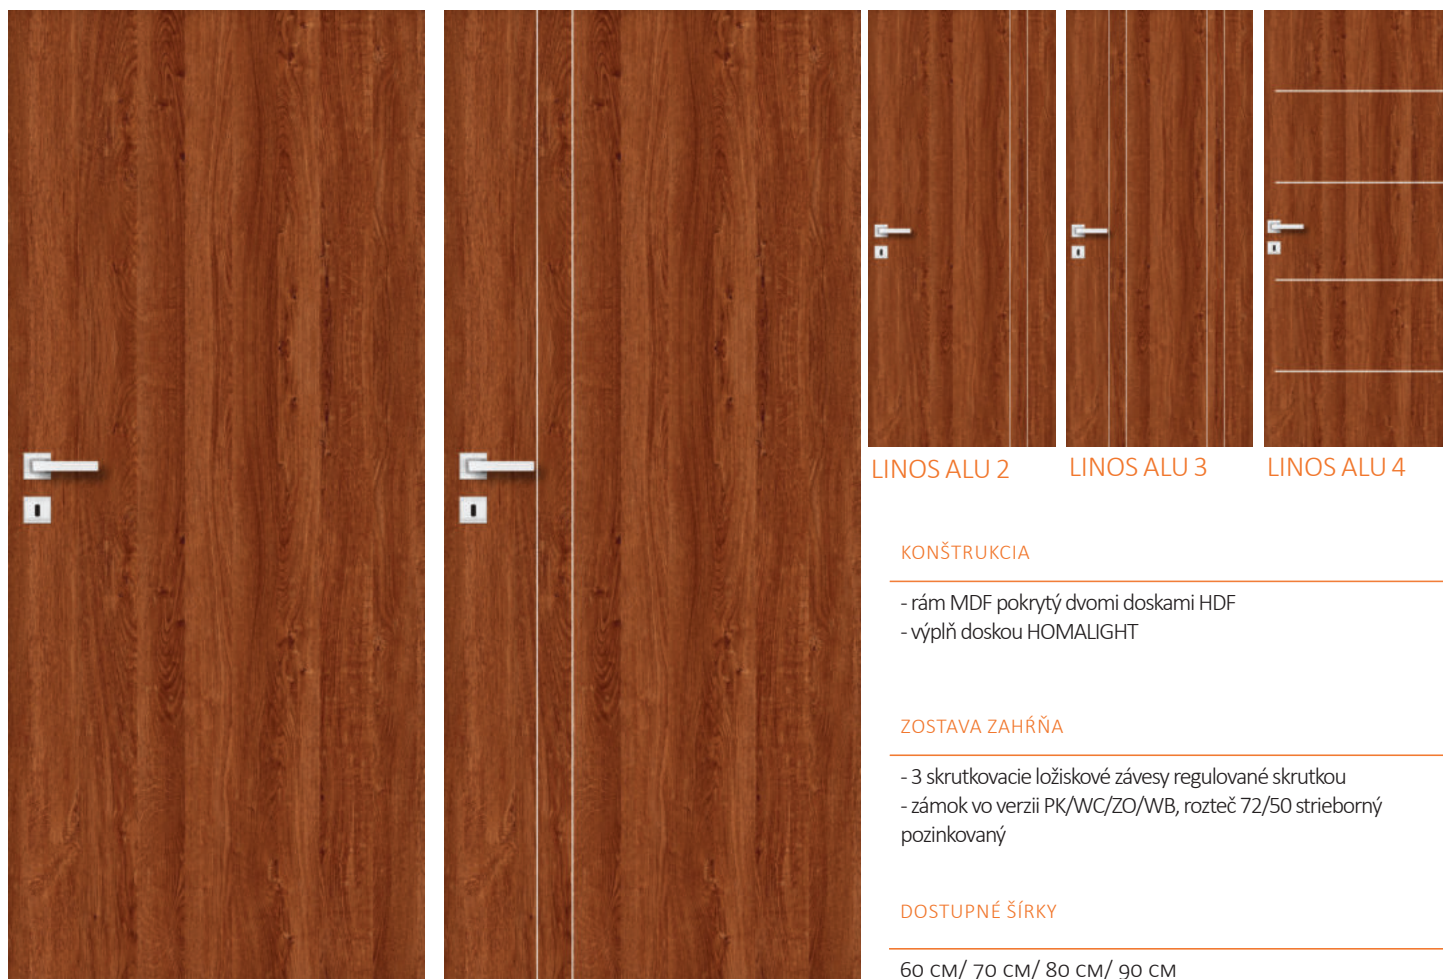 LINOS ALU 2
LINOS ALU 3
LINOS ALU 4
KONŠTRUKCIA
- rám MDF pokrytý dvomi doskami HDF
- výplň doskou HOMALIGHT
ZOSTAVA ZAHŔŇA
- 3 skrutkovacie ložiskové závesy regulované skrutkou
- zámok vo verzii PK/WC/ZO/WB, rozteč 72/50 strieborný
pozinkovaný
DOSTUPNÉ ŠÍRKY
60 CM/ 70 CM/ 80 CM/ 90 CM